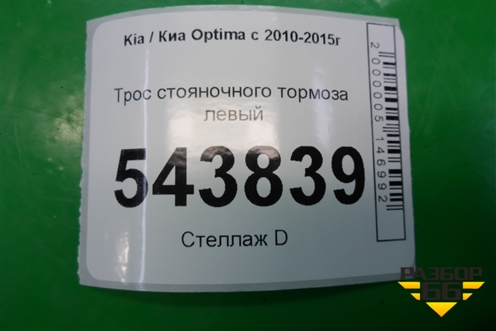 Kia / Киа Optima с 2010-2015г
Трос стояночного тормоза
левый
543839
Стеллаж D
2000005146992
РАЗБОР
66